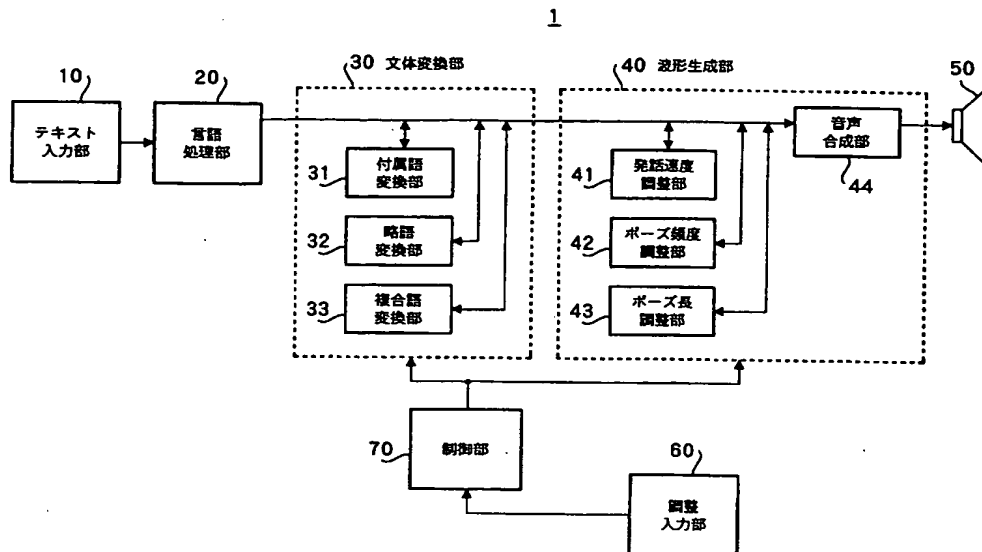 1
10
テキスト
入力部
20
言語
処理部
30 文体変換部
31
付属語
変換部
32
略語
変換部
33
複合語
変換部
40 波形生成部
41
発話速度
調整部
42
ポーズ頻度
調整部
43
ポーズ長
調整部
音声
合成部
44
50
70
制御部
60
調整
入力部